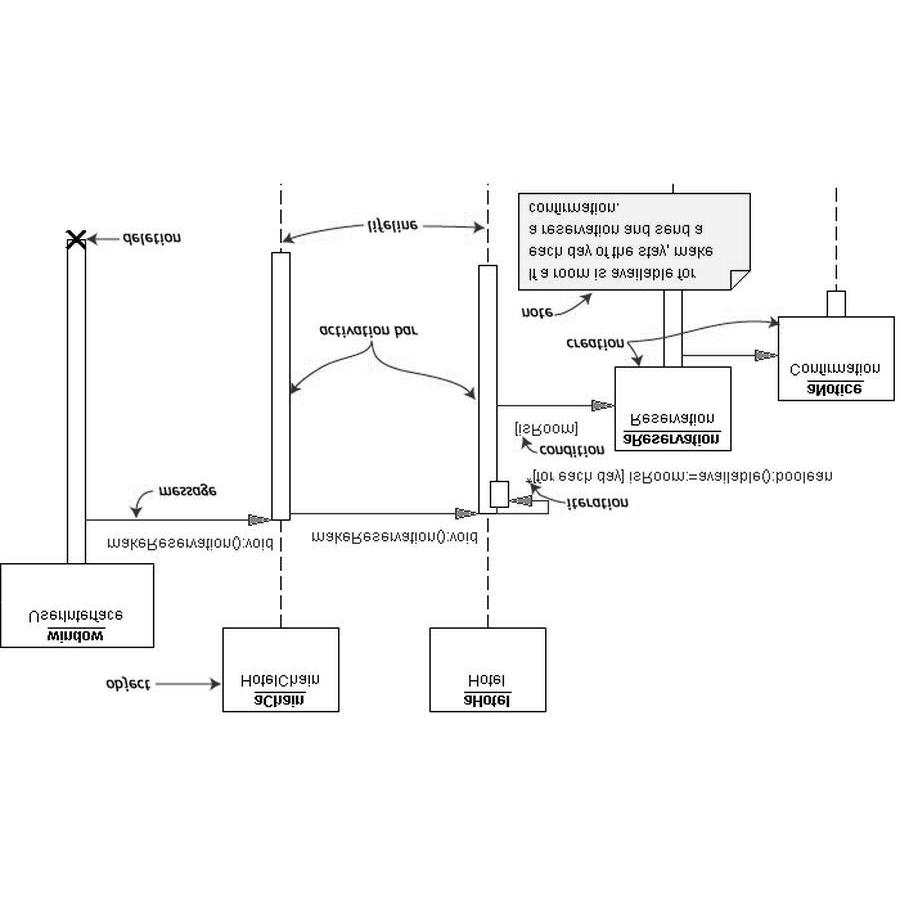 object
aChain
HotelChain
aHotel
Hotel
window
UserInterface
makeReservation():void
makeReservation():void
message
iteration
*[for each day] isRoom:=available():boolean
condition
[isRoom]
aReservation
Reservation
aNotice
Confirmation
creation
activation bar
note
If a room is available for
each day of the stay, make
a reservation and send a
confirmation.
deletion
lifeline